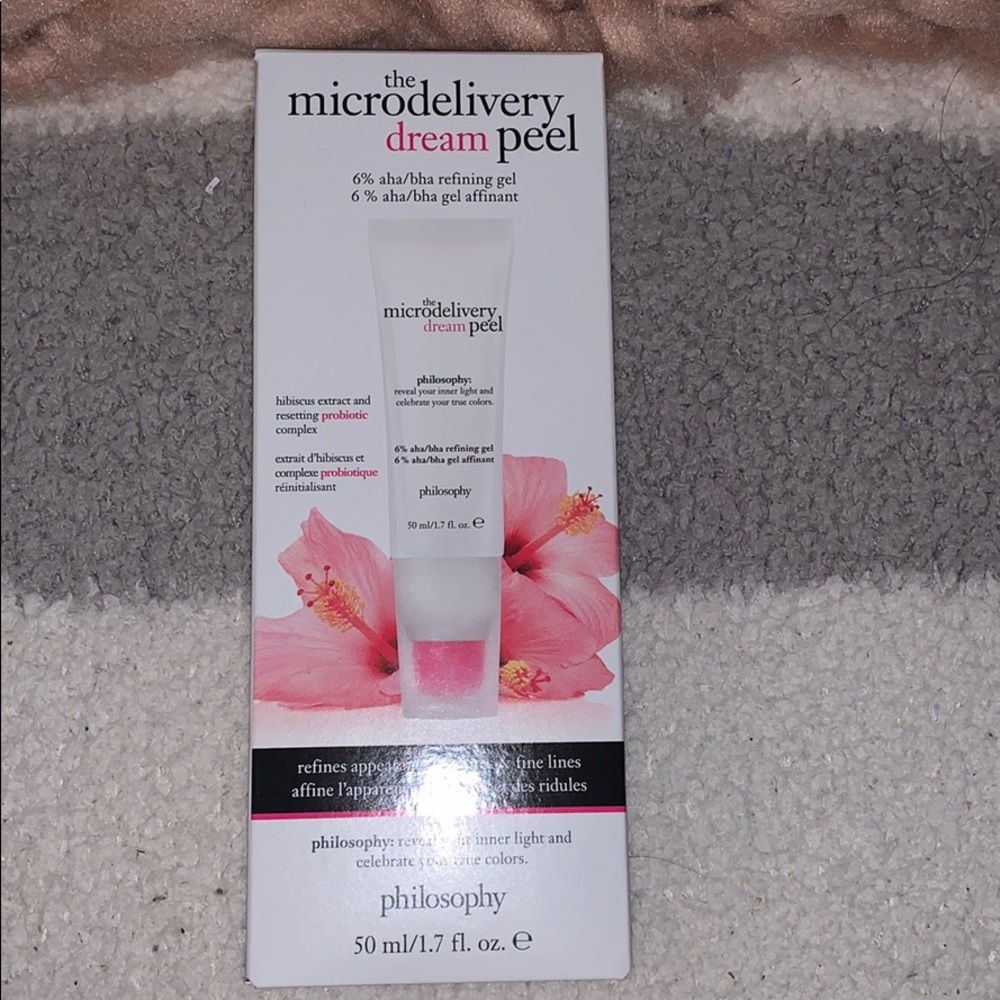 the
microdelivery
dream peel
6% aha/bha refining gel
6 % aha/bha gel affinant
the
microdelivery
dream peel
philosophy:
reveal your inner light and
celebrate your true colors.
hibiscus extract and
resetting probiotic
complex
6% aha/bha refining gel
6 % aha/bha gel affinant
extrait d'hibiscus et
complexe probiotique
réinitialisant
philosophy
50 ml/1.7 fl. oz. e
refines fine lines
affine des ridules
philosophy: inner light and
celebrate colors.
philosophy
50 ml/1.7 fl. oz. e